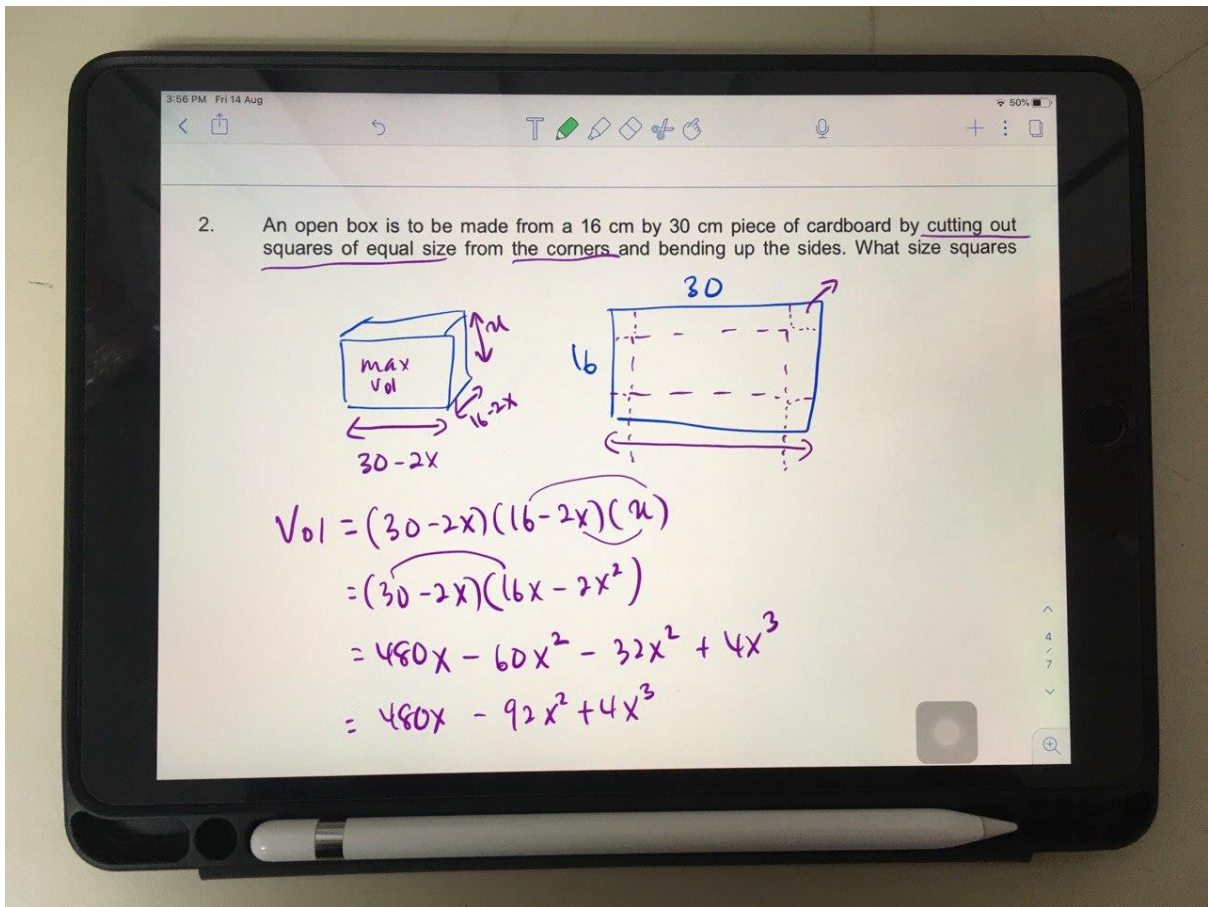 3:56 PM Fri 14 Aug
50%
T
2. An open box is to be made from a 16 cm by 30 cm piece of cardboard by cutting out
squares of equal size from the corners and bending up the sides. What size squares
30
x
16
max
vol
16-2x
30-2x
Vol = (30-2x)(16-2x)(x)
= (30-2x)(16x - 2x²)
= 480x - 60x² - 32x² + 4x³
= 480x - 92x² + 4x³
4
/
7